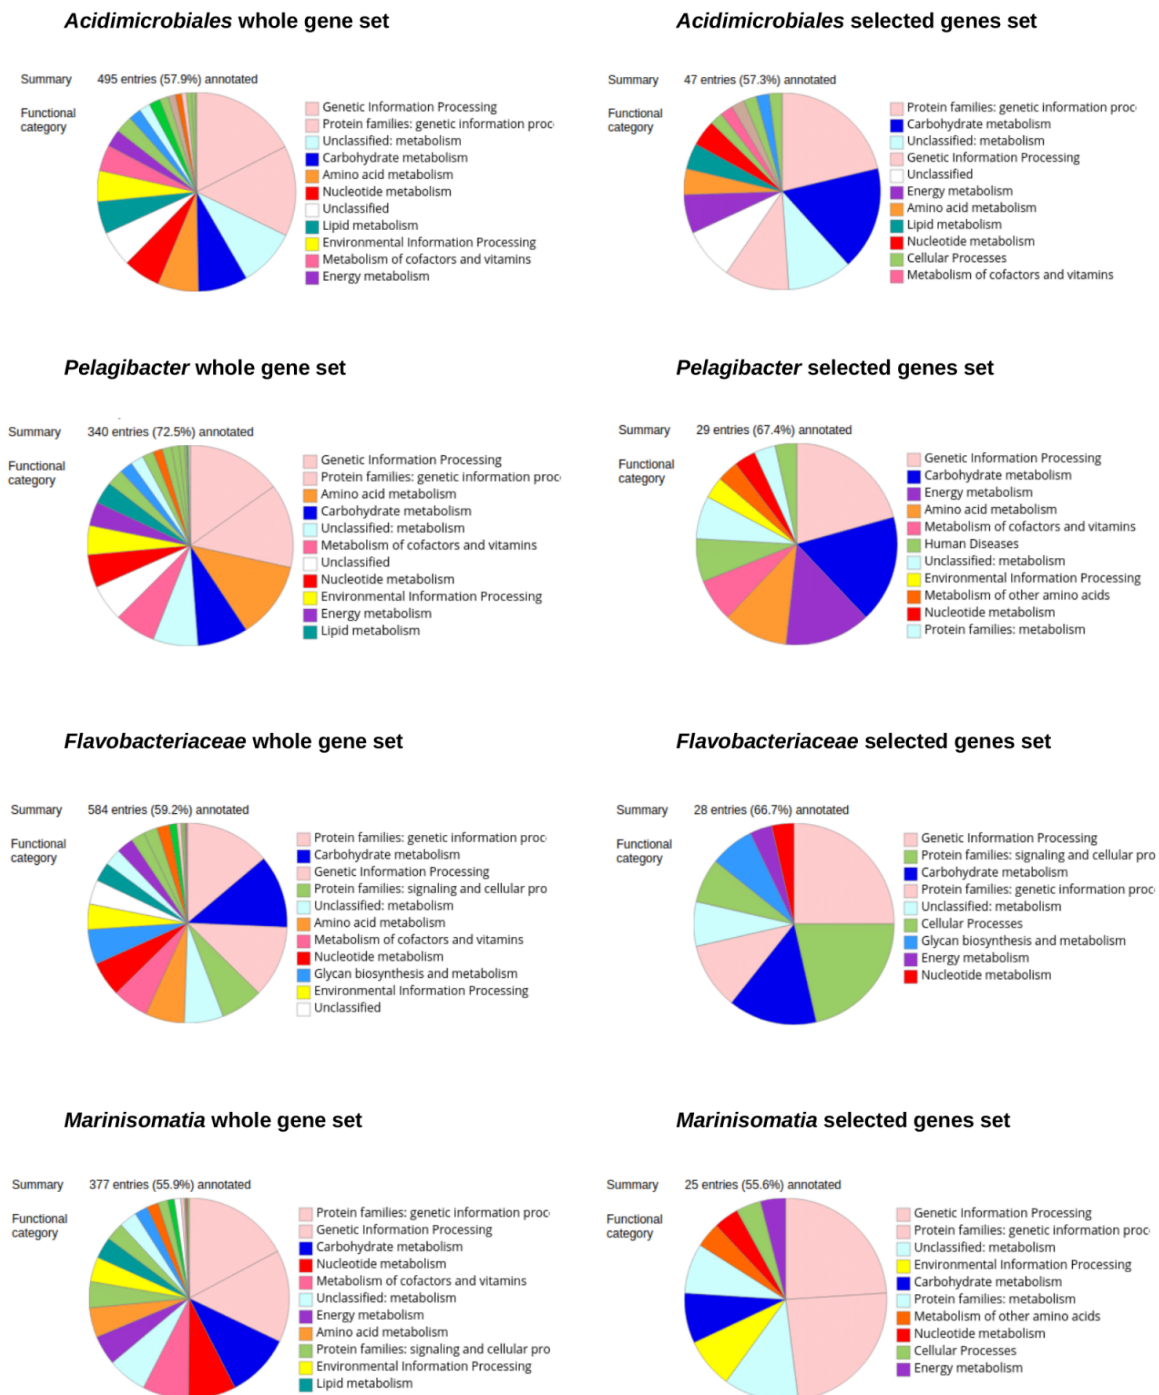 Acidimicrobiales whole gene set
Summary 495 entries (57.9%) annotated
Functional category
Genetic Information Processing
Protein families: genetic information proc
Unclassified: metabolism
Carbohydrate metabolism
Amino acid metabolism
Nucleotide metabolism
Unclassified
Lipid metabolism
Environmental Information Processing
Metabolism of cofactors and vitamins
Energy metabolism
Acidimicrobiales selected genes set
Summary 47 entries (57.3%) annotated
Functional category
Protein families: genetic information proc
Carbohydrate metabolism
Unclassified: metabolism
Genetic Information Processing
Unclassified
Energy metabolism
Amino acid metabolism
Lipid metabolism
Nucleotide metabolism
Cellular Processes
Metabolism of cofactors and vitamins
Pelagibacter whole gene set
Summary 340 entries (72.5%) annotated
Functional category
Genetic Information Processing
Protein families: genetic information proc
Amino acid metabolism
Carbohydrate metabolism
Unclassified: metabolism
Metabolism of cofactors and vitamins
Unclassified
Nucleotide metabolism
Environmental Information Processing
Energy metabolism
Lipid metabolism
Pelagibacter selected genes set
Summary 29 entries (67.4%) annotated
Functional category
Genetic Information Processing
Carbohydrate metabolism
Energy metabolism
Amino acid metabolism
Metabolism of cofactors and vitamins
Human Diseases
Unclassified: metabolism
Environmental Information Processing
Metabolism of other amino acids
Nucleotide metabolism
Protein families: metabolism
Flavobacteriaceae whole gene set
Summary 584 entries (59.2%) annotated
Functional category
Protein families: genetic information proc
Carbohydrate metabolism
Genetic Information Processing
Protein families: signaling and cellular pro
Unclassified: metabolism
Amino acid metabolism
Metabolism of cofactors and vitamins
Nucleotide metabolism
Glycan biosynthesis and metabolism
Environmental Information Processing
Unclassified
Flavobacteriaceae selected genes set
Summary 28 entries (66.7%) annotated
Functional category
Genetic Information Processing
Protein families: signaling and cellular pro
Carbohydrate metabolism
Protein families: genetic information proc
Unclassified: metabolism
Cellular Processes
Glycan biosynthesis and metabolism
Energy metabolism
Nucleotide metabolism
Marinisomatia whole gene set
Summary 377 entries (55.9%) annotated
Functional category
Protein families: genetic information proc
Genetic Information Processing
Carbohydrate metabolism
Nucleotide metabolism
Metabolism of cofactors and vitamins
Unclassified: metabolism
Energy metabolism
Amino acid metabolism
Protein families: signaling and cellular pro
Environmental Information Processing
Lipid metabolism
Marinisomatia selected genes set
Summary 25 entries (55.6%) annotated
Functional category
Genetic Information Processing
Protein families: genetic information proc
Unclassified: metabolism
Environmental Information Processing
Carbohydrate metabolism
Protein families: metabolism
Metabolism of other amino acids
Nucleotide metabolism
Cellular Processes
Energy metabolism